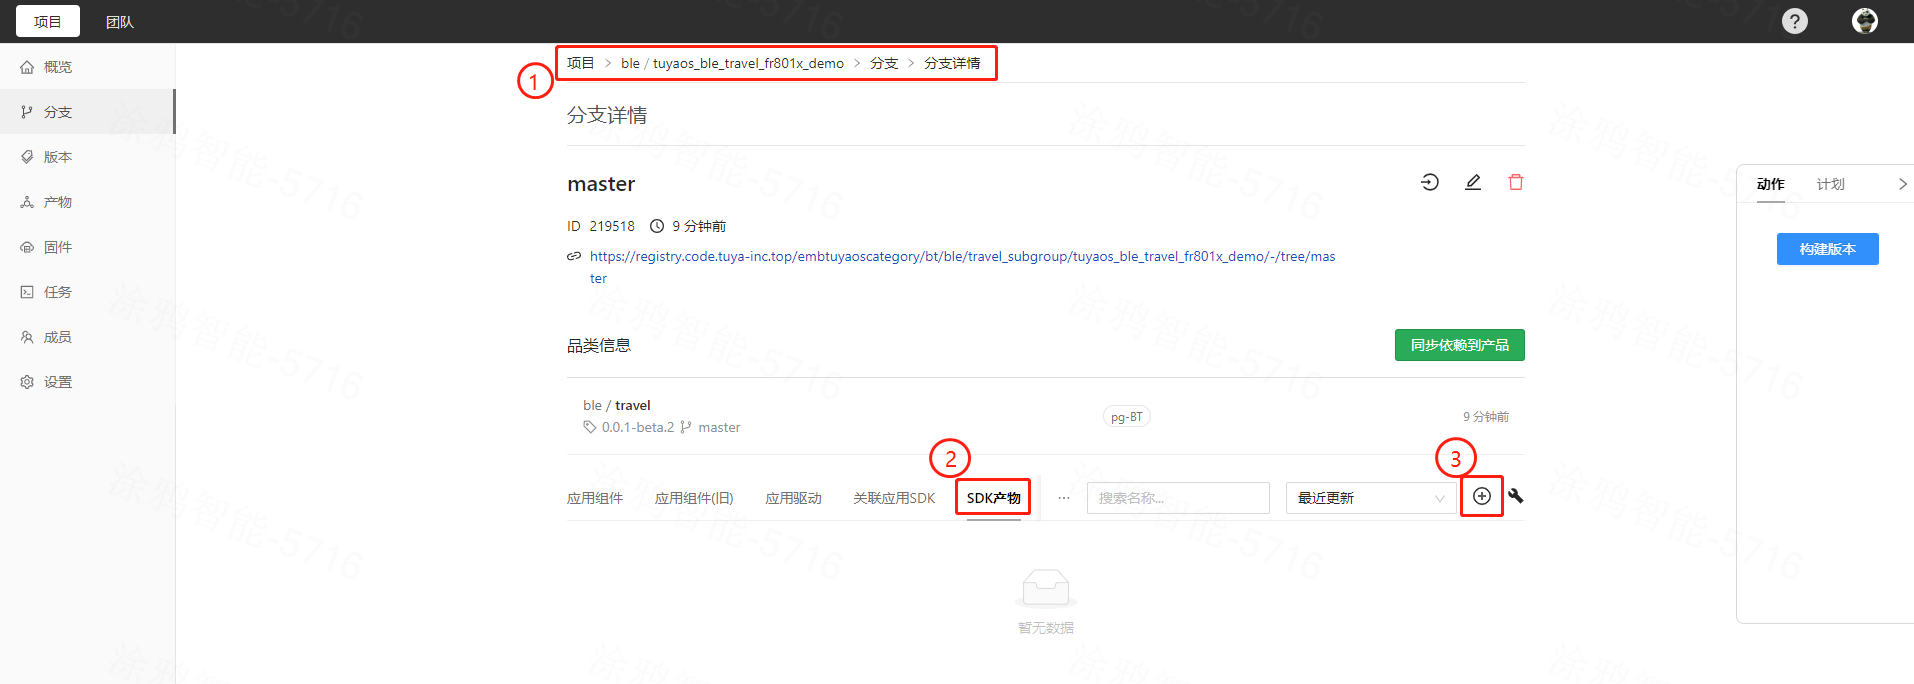 项目
团队
?
概览
分支
版本
产物
固件
任务
成员
设置
1
项目 > ble / tuyaos_ble_travel_fr801x_demo > 分支 > 分支详情
分支详情
master
ID 219518 9 分钟前
https://registry.code.tuya-inc.top/embtuyaoscategory/bt/ble/travel_subgroup/tuyaos_ble_travel_fr801x_demo/-/tree/mas
ter
品类信息
同步依赖到产品
ble / travel
0.0.1-beta.2 master
pg-BT
9 分钟前
2
3
应用组件 应用组件(旧) 应用驱动 关联应用SDK SDK产物 ··· 搜索名称... 最近更新
暂无数据
动作 计划 >
构建版本
涂鸦智能-5716